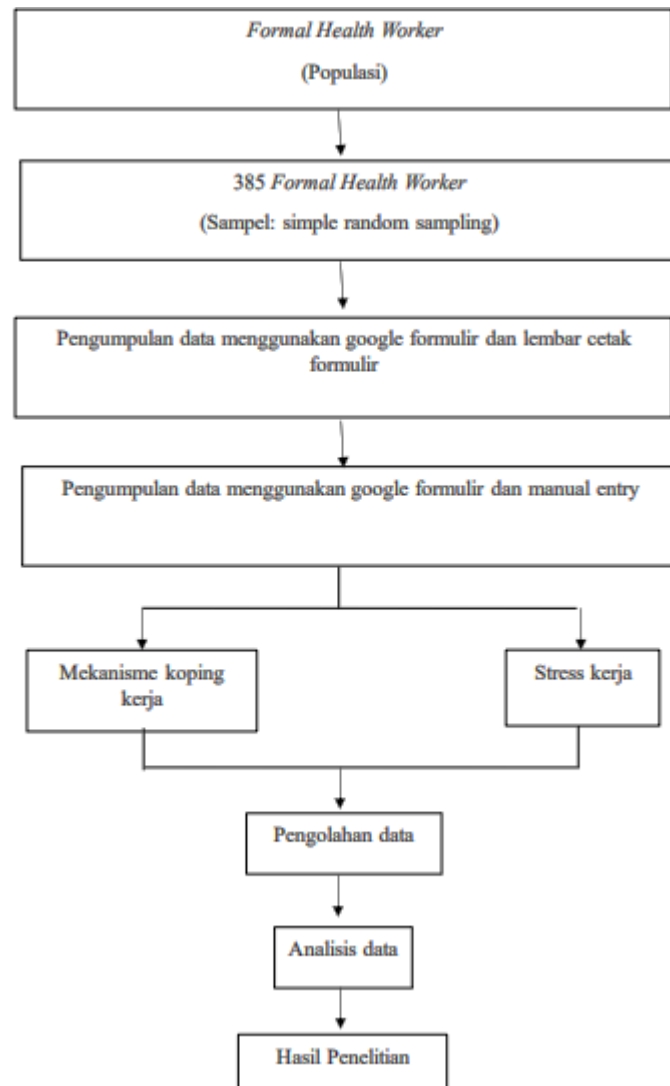 Formal Health Worker
(Populasi)
385 Formal Health Worker
(Sampel: simple random sampling)
Pengumpulan data menggunakan google formulir dan lembar cetak
formulir
Pengumpulan data menggunakan google formulir dan manual entry
Mekanisme koping
kerja
Stress kerja
Pengolahan data
Analisis data
Hasil Penelitian